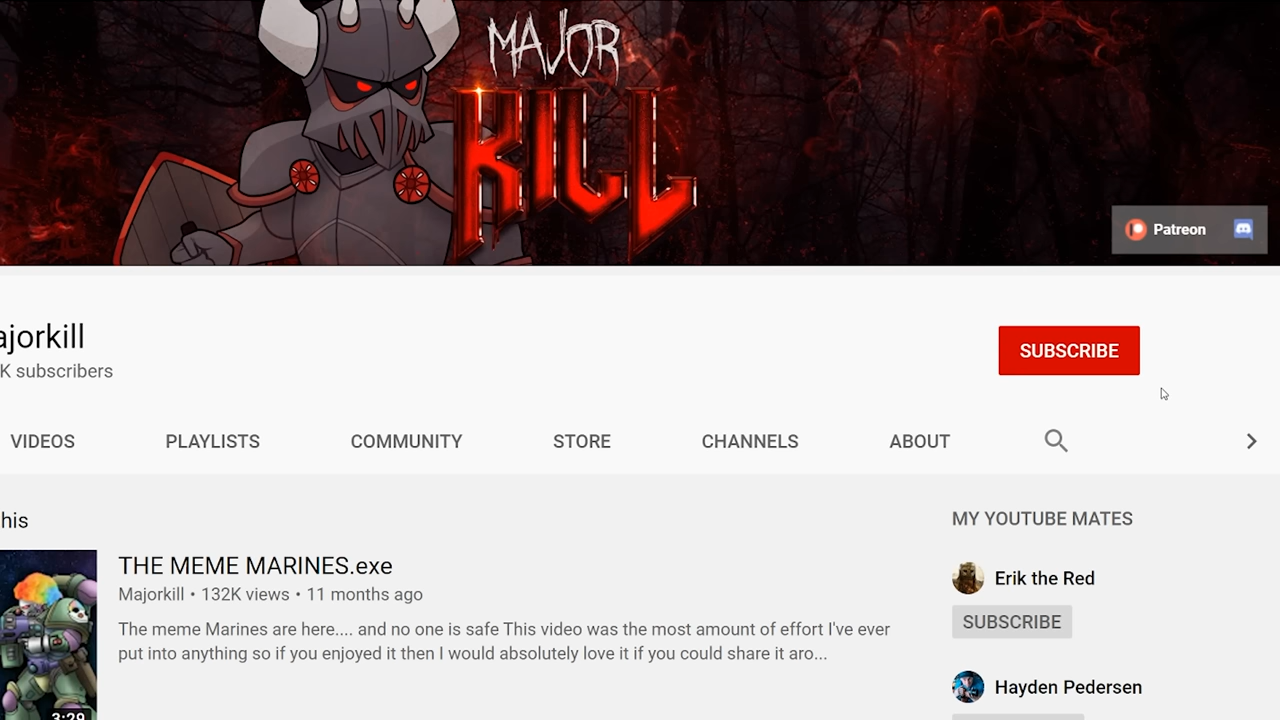 MAJOR
KILL
Patreon
ajorkill
K subscribers
SUBSCRIBE
VIDEOS PLAYLISTS COMMUNITY STORE CHANNELS ABOUT
his
MY YOUTUBE MATES
THE MEME MARINES.exe
Majorkill • 132K views • 11 months ago
Erik the Red
SUBSCRIBE
The meme Marines are here.... and no one is safe This video was the most amount of effort I've ever
put into anything so if you enjoyed it then I would absolutely love it if you could share it aro...
Hayden Pedersen
3:29